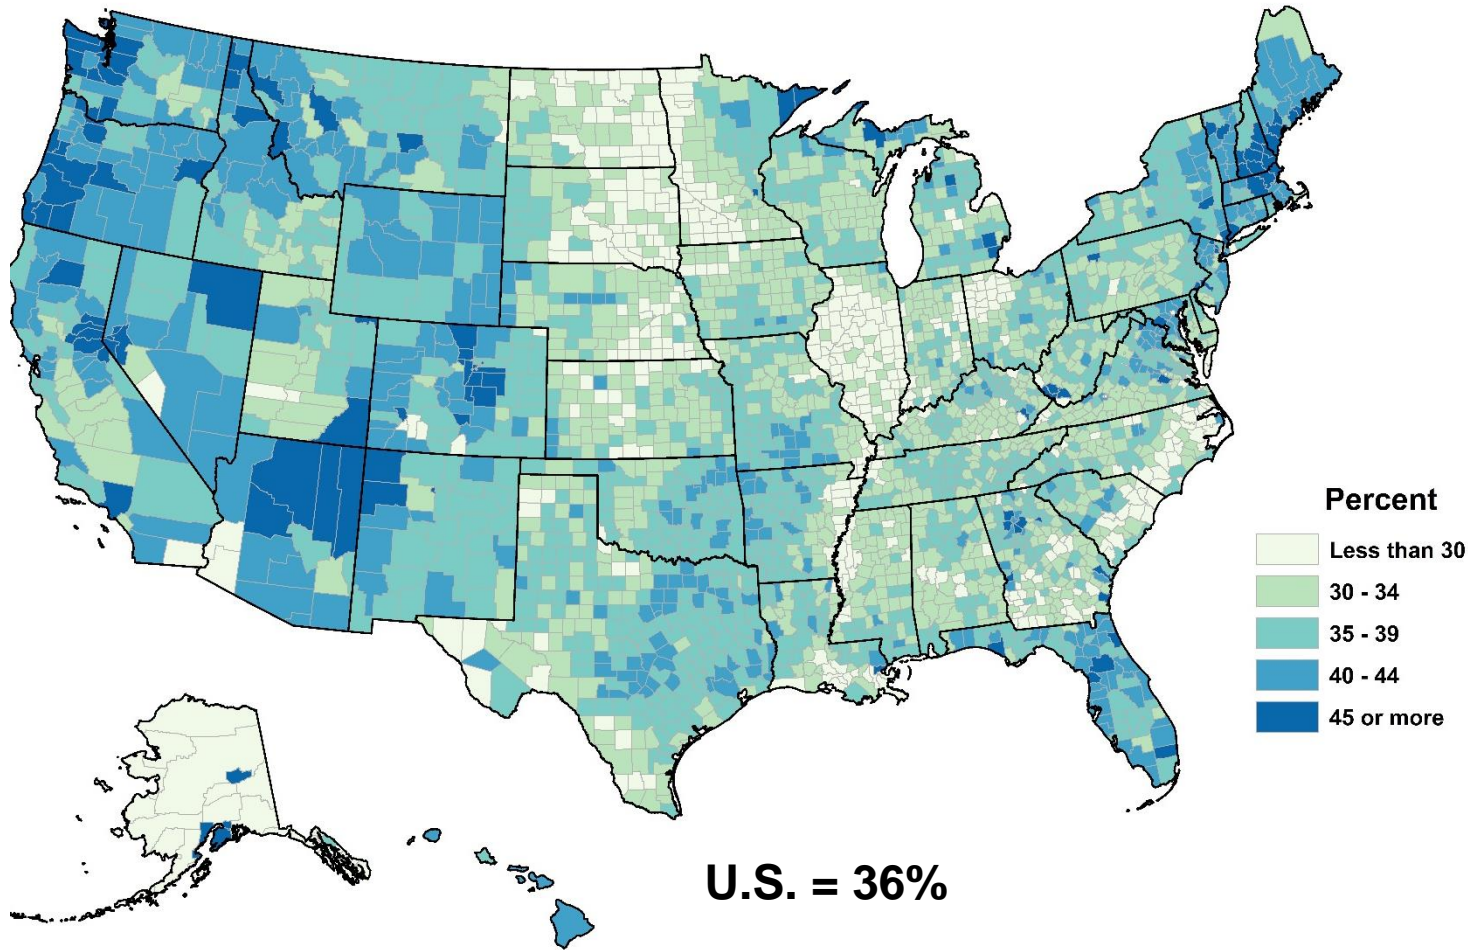 Percent
Less than 30
30 - 34
35 - 39
40 - 44
45 or more
U.S. = 36%